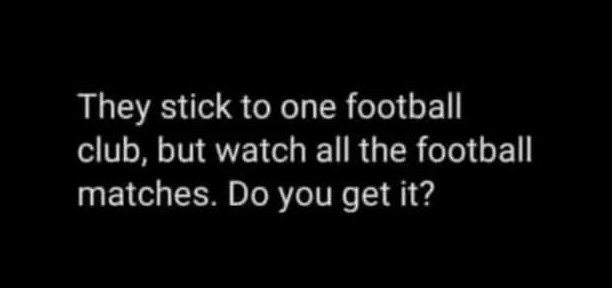 They stick to one football
club, but watch all the football
matches. Do you get it?